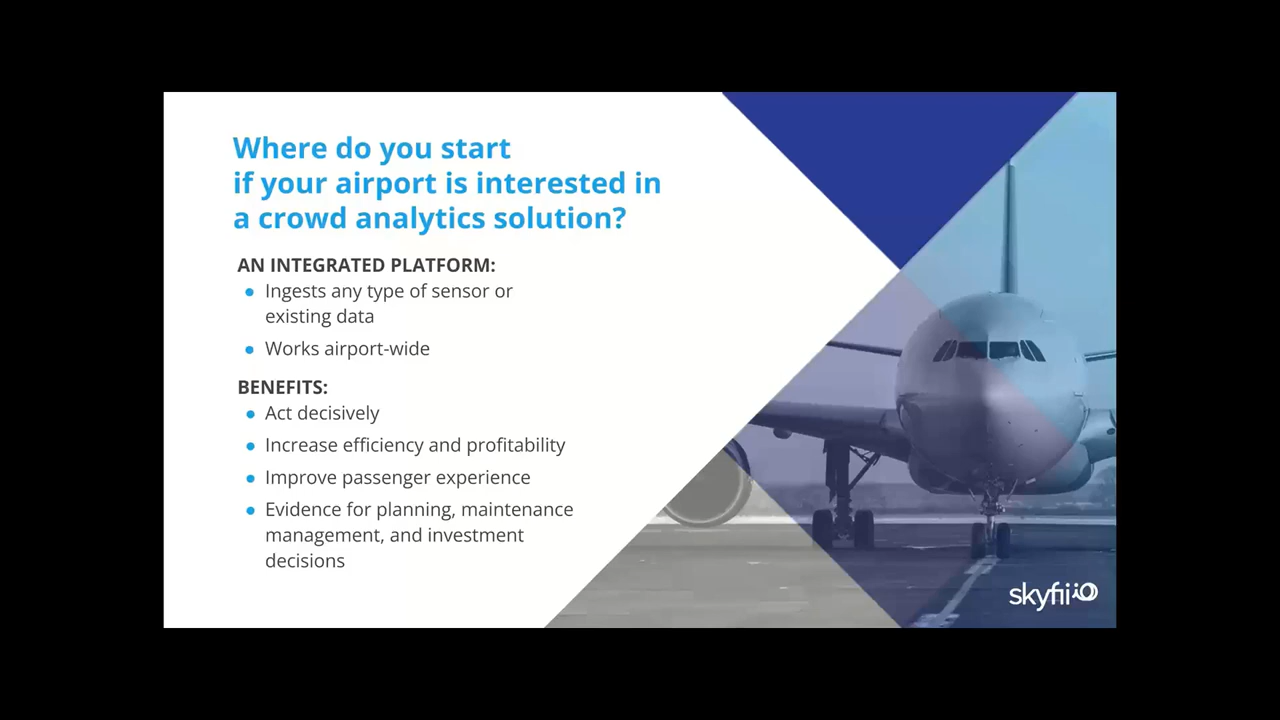 Where do you start
if your airport is interested in
a crowd analytics solution?
AN INTEGRATED PLATFORM:
Ingests any type of sensor or
existing data
Works airport-wide
BENEFITS:
Act decisively
Increase efficiency and profitability
Improve passenger experience
Evidence for planning, maintenance
management, and investment
decisions
skyfii iO